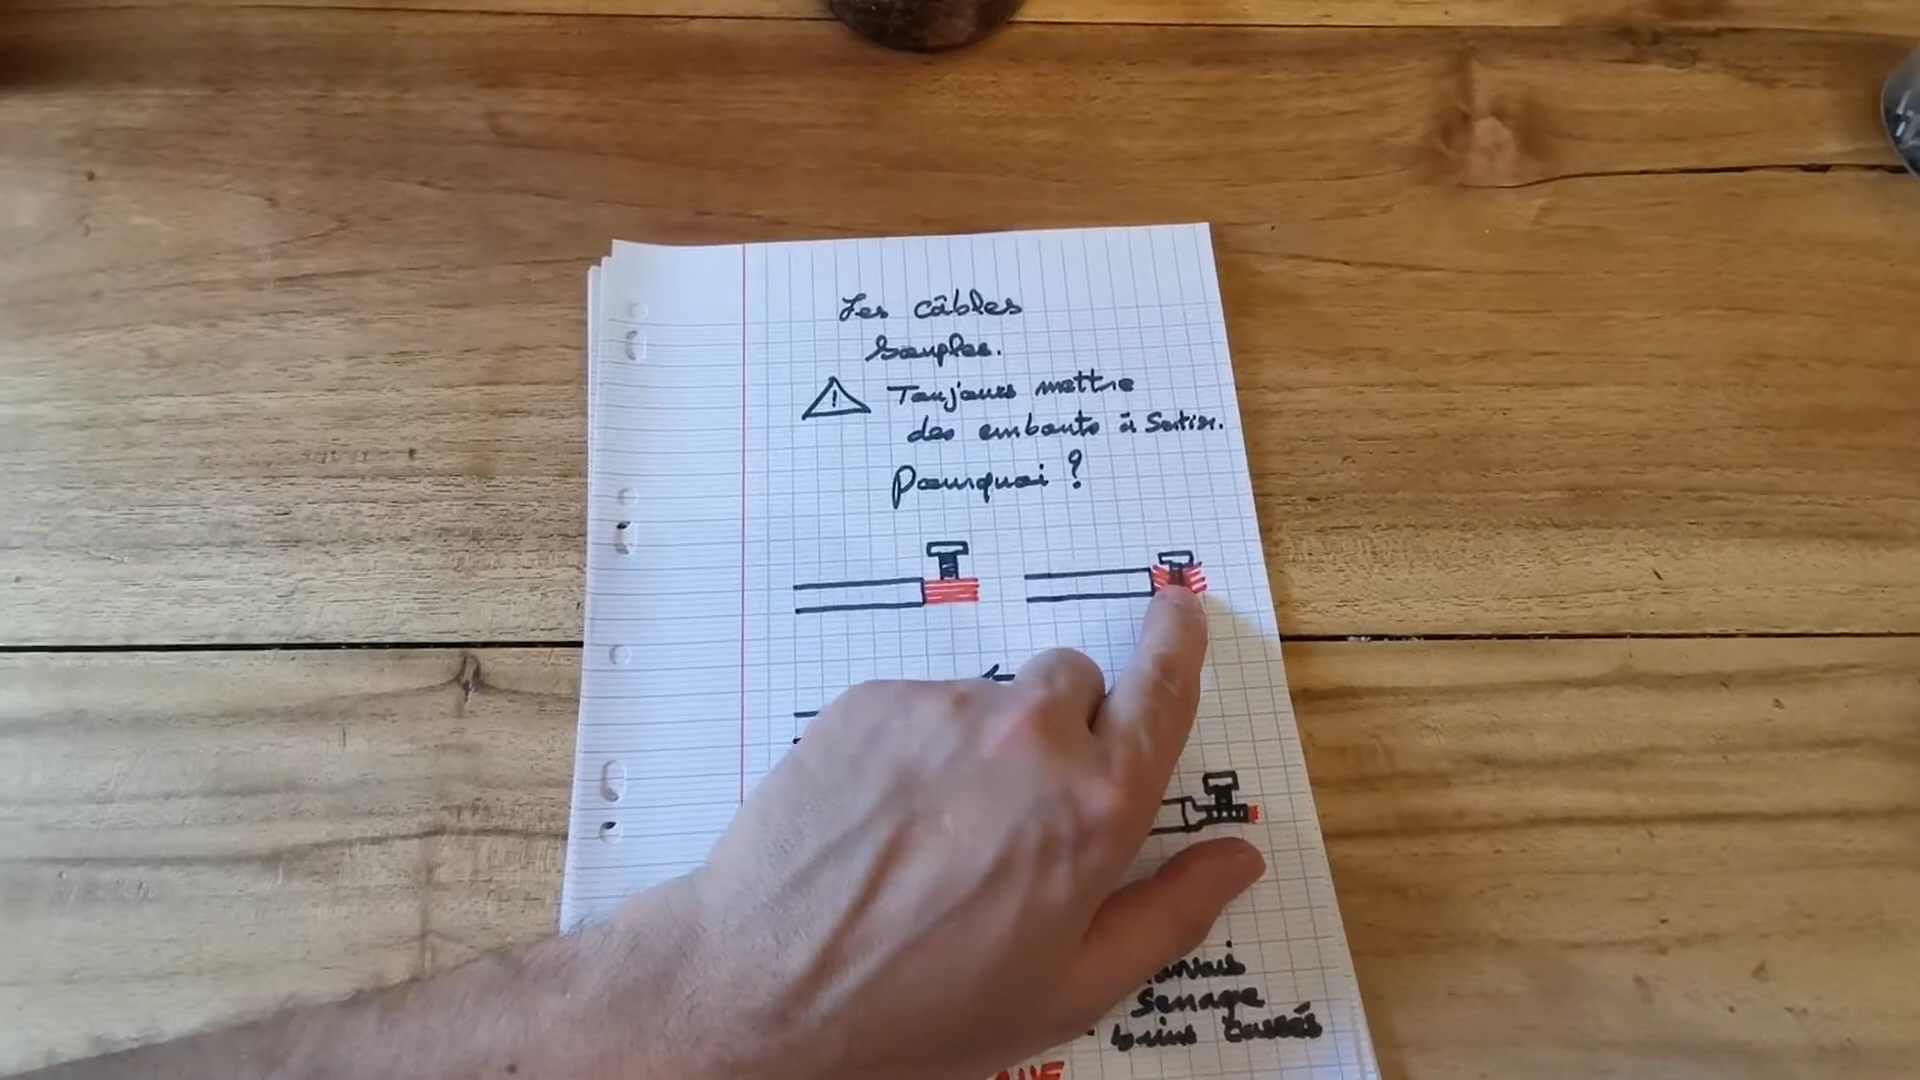 Les câbles
Souples.
! Toujours mettre
des embouts à Sertir.
Pourquoi ?
Serrage
brins cassés